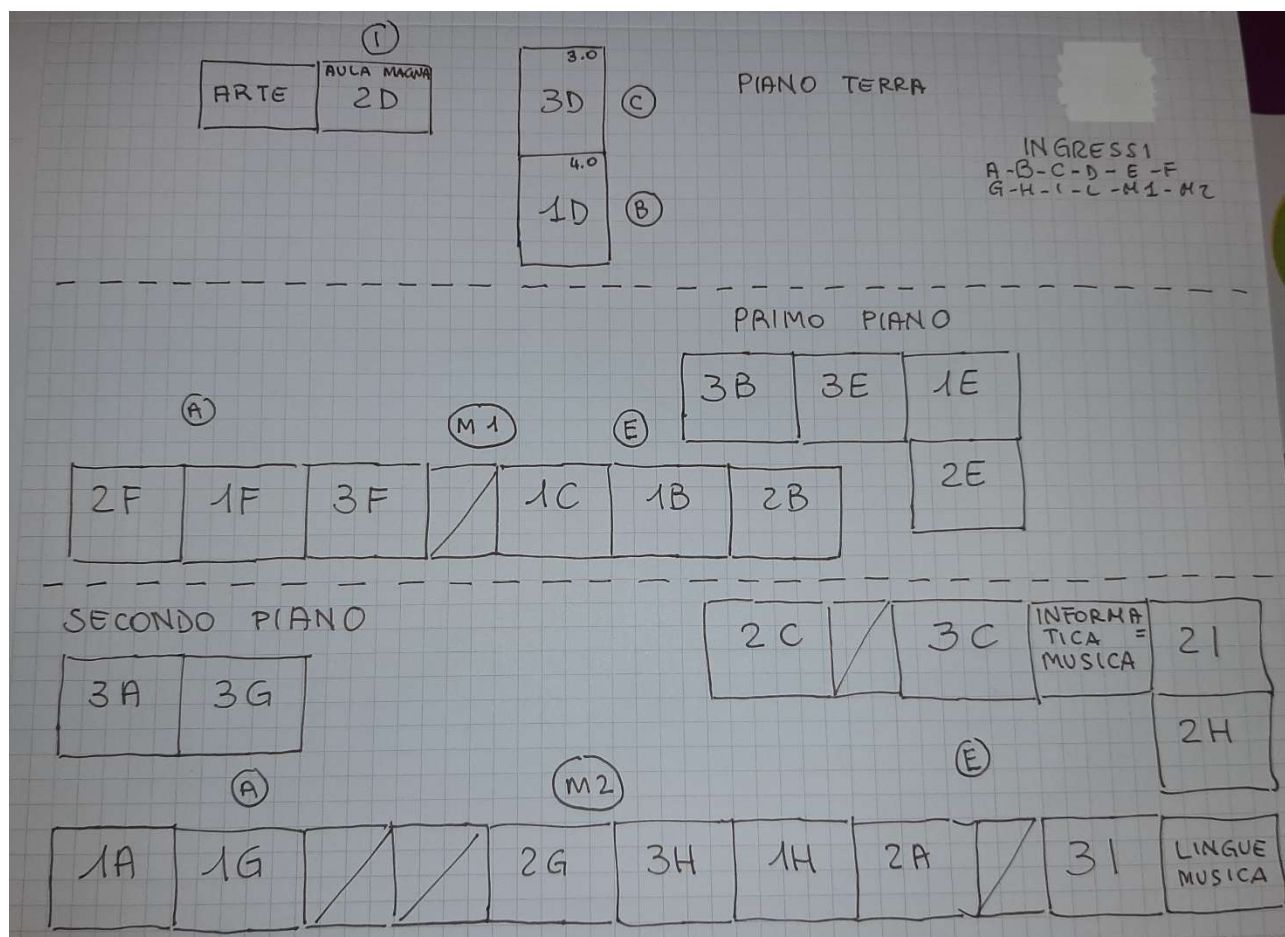 I
ARTE
AULA MAGNA
2D
3.0
3D
C
4.0
1D
B
PIANO TERRA
INGRESSI
A-B-C-D-E-F
G-H-I-L-M1-M2
PRIMO PIANO
3B 3E 1E
2E
A
M1
E
2F 1F 3F 1C 1B 2B
SECONDO PIANO
2C 3C
INFORMA
TICA =
MUSICA
2I
2H
3A 3G
A
M2
E
1A 1G 2G 3H 1H 2A 3I
LINGUE
MUSICA